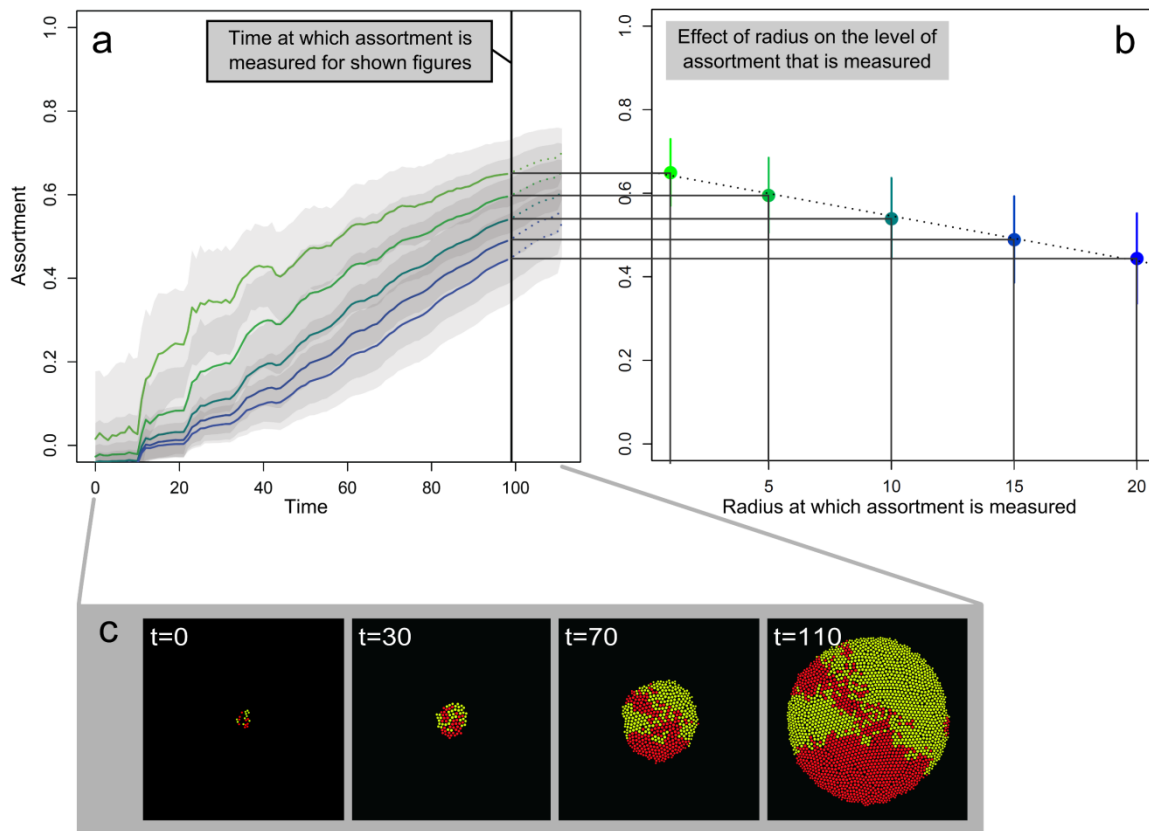 a
Time at which assortment is
measured for shown figures
Assortment
1.0
0.8
0.6
0.4
0.2
0.0
0 20 40 60 80 100
Time
b
Effect of radius on the level of
assortment that is measured
1.0
0.8
0.6
0.4
0.2
0.0
5 10 15 20
Radius at which assortment is measured
c
t=0
t=30
t=70
t=110